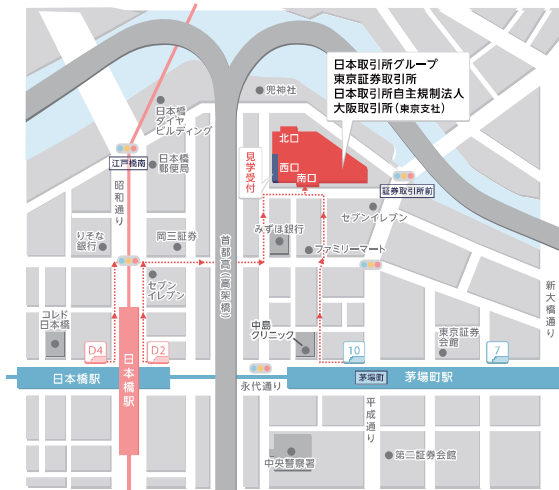 日本取引所グループ
東京証券取引所
日本取引所自主規制法人
大阪取引所(東京支社)
兜神社
日本橋
ダイヤ
ビルディング
北口
江戸橋南
日本橋
郵便局
見学受付
西口
南口
証券取引所前
昭和通り
セブンイレブン
りそな
銀行
岡三証券
首都高(高架橋)
みずほ銀行
ファミリーマート
セブン
イレブン
新大橋通り
コレド
日本橋
中島
クリニック
東京証券
会館
D4
D2
10
7
日本橋駅
日本橋駅
永代通り
茅場町
茅場町駅
平成通り
中央警察署
第二証券会館